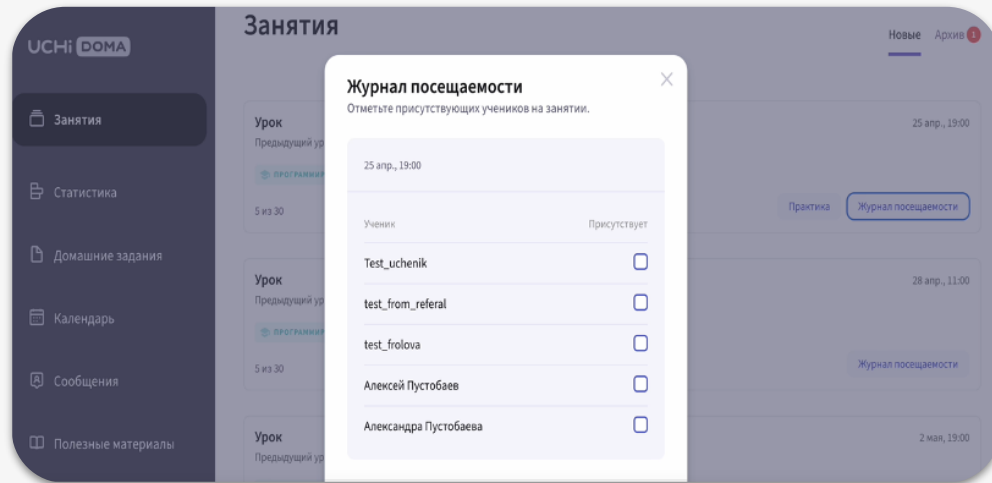 UCHi DOMA
Занятия
Статистика
Домашние задания
Календарь
Сообщения
Полезные материалы
Занятия
Новые
Архив 1
Урок
25 апр., 19:00
Предыдущий ур
ПРОГРАММИР
5 из 30
Практика
Журнал посещаемости
Урок
28 апр., 11:00
Предыдущий ур
ПРОГРАММИР
5 из 30
Журнал посещаемости
Урок
2 мая, 19:00
Предыдущий ур
Журнал посещаемости
Отметьте присутствующих учеников на занятии.
25 апр., 19:00
Ученик
Присутствует
Test_uchenik
test_from_referal
test_frolova
Алексей Пустобаев
Александра Пустобаева